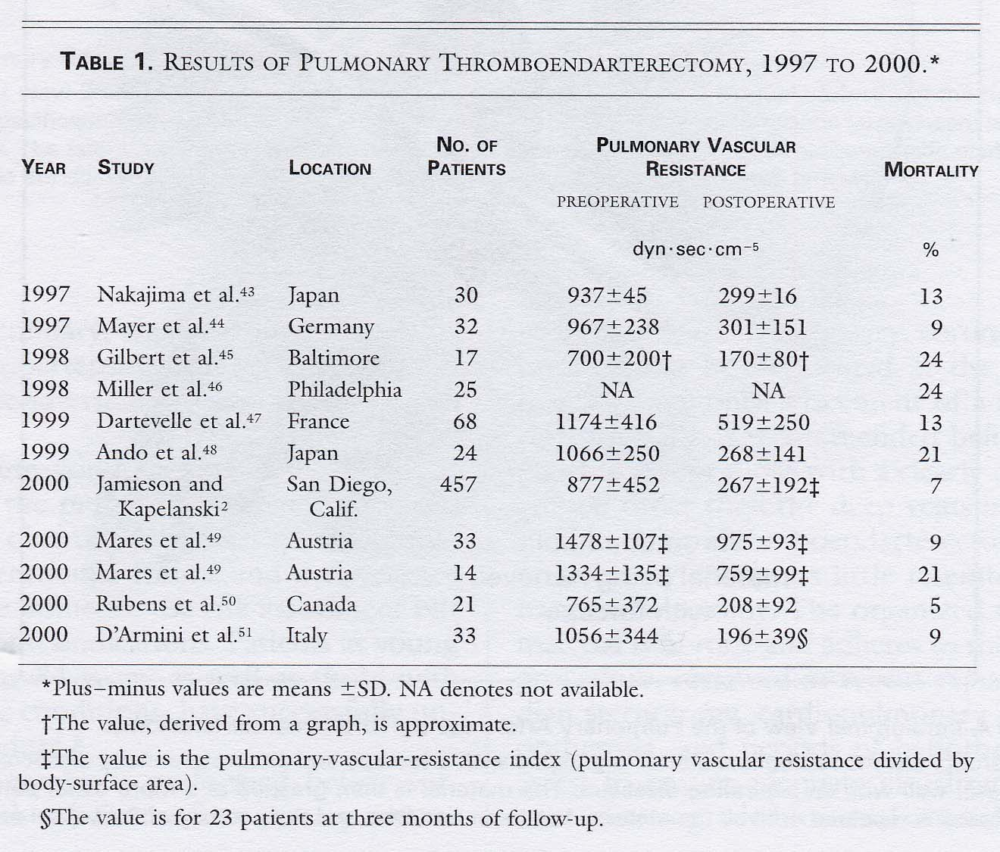 TABLE 1. RESULTS OF PULMONARY THROMBOENDARTERECTOMY, 1997 TO 2000.*
YEAR STUDY LOCATION NO. OF PATIENTS PULMONARY VASCULAR RESISTANCE MORTALITY
PREOPERATIVE POSTOPERATIVE
dyn·sec·cm⁻⁵ %
1997 Nakajima et al.⁴³ Japan 30 937±45 299±16 13
1997 Mayer et al.⁴⁴ Germany 32 967±238 301±151 9
1998 Gilbert et al.⁴⁵ Baltimore 17 700±200† 170±80† 24
1998 Miller et al.⁴⁶ Philadelphia 25 NA NA 24
1999 Dartevelle et al.⁴⁷ France 68 1174±416 519±250 13
1999 Ando et al.⁴⁸ Japan 24 1066±250 268±141 21
2000 Jamieson and San Diego, 457 877±452 267±192‡ 7
Kapelanski² Calif.
2000 Mares et al.⁴⁹ Austria 33 1478±107‡ 975±93‡ 9
2000 Mares et al.⁴⁹ Austria 14 1334±135‡ 759±99‡ 21
2000 Rubens et al.⁵⁰ Canada 21 765±372 208±92 5
2000 D'Armini et al.⁵¹ Italy 33 1056±344 196±39§ 9
*Plus–minus values are means ±SD. NA denotes not available.
†The value, derived from a graph, is approximate.
‡The value is the pulmonary-vascular-resistance index (pulmonary vascular resistance divided by
body-surface area).
§The value is for 23 patients at three months of follow-up.